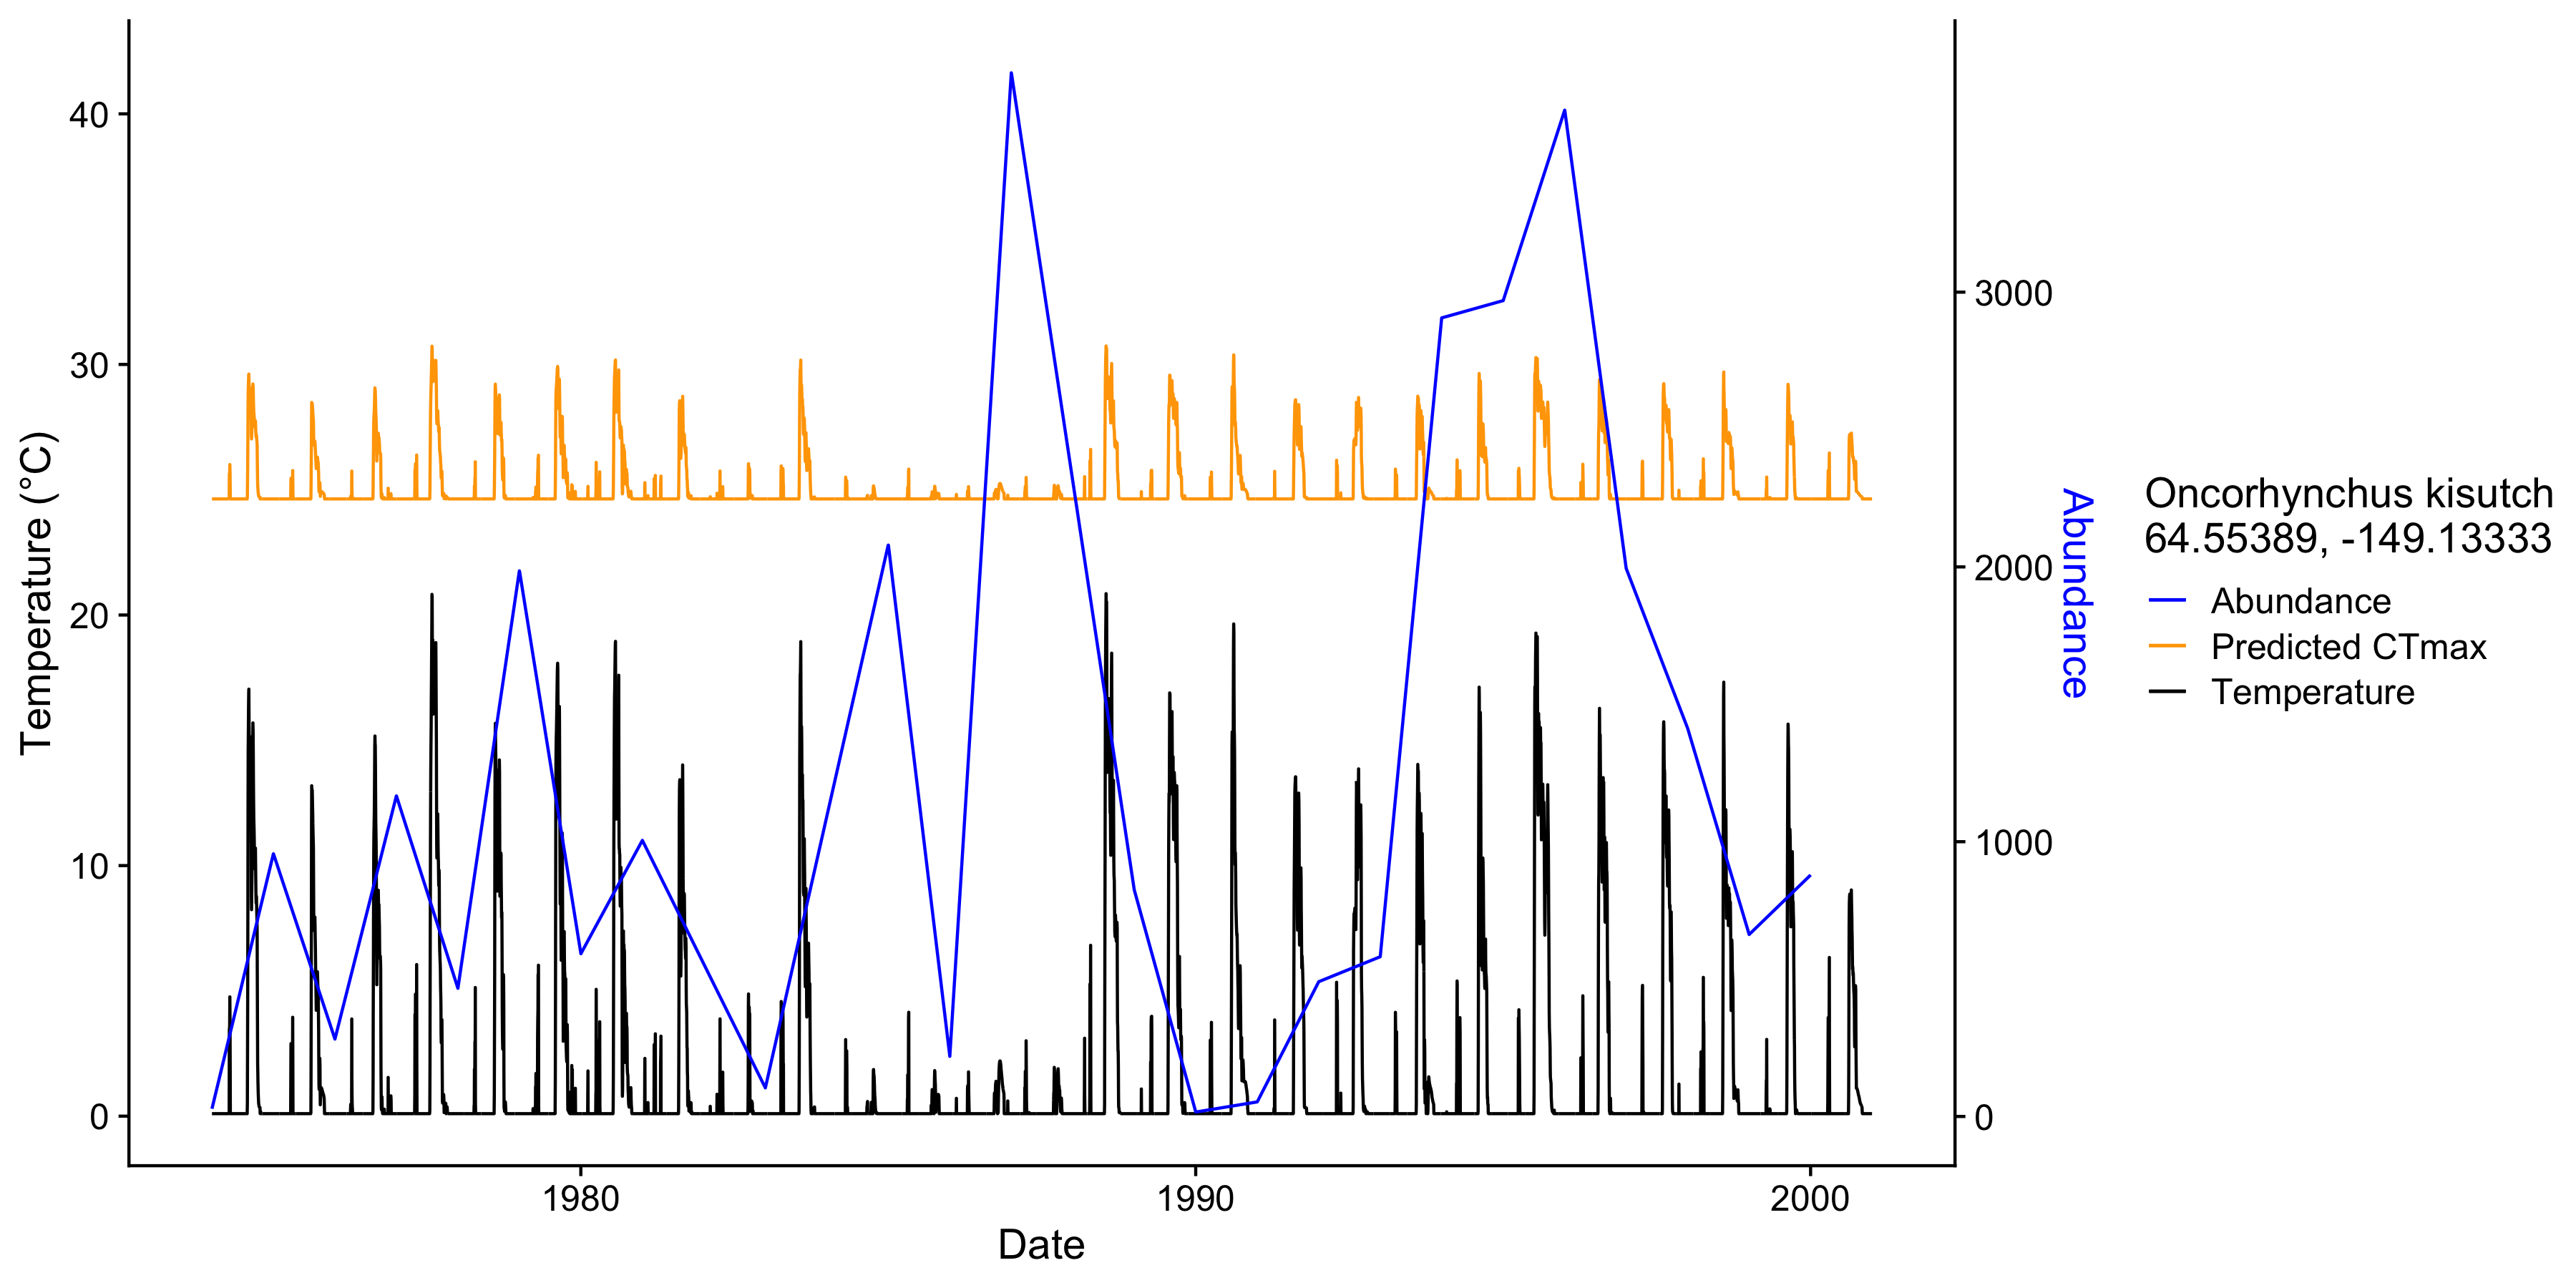 40
30
20
10
0
Temperature (°C)
1980
1990
2000
Date
3000
2000
1000
0
Abundance
Oncorhynchus kisutch
64.55389, -149.13333
Abundance
Predicted CTmax
Temperature